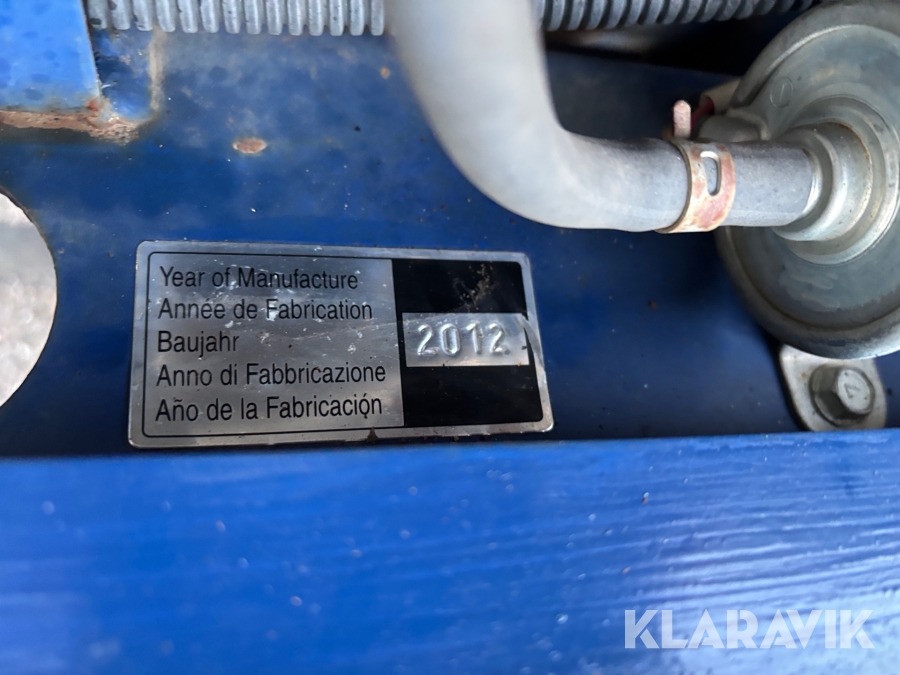 Year of Manufacture
Année de Fabrication
Baujahr
2012
Anno di Fabbricazione
Año de la Fabricación
KLARAVIK